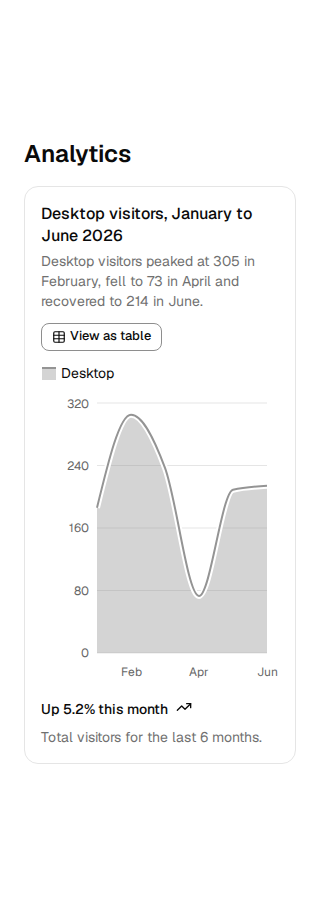 Analytics
Desktop visitors, January to
June 2026
Desktop visitors peaked at 305 in
February, fell to 73 in April and
recovered to 214 in June.
View as table
Desktop
320
240
160
80
0
Feb Apr Jun
Up 5.2% this month
Total visitors for the last 6 months.